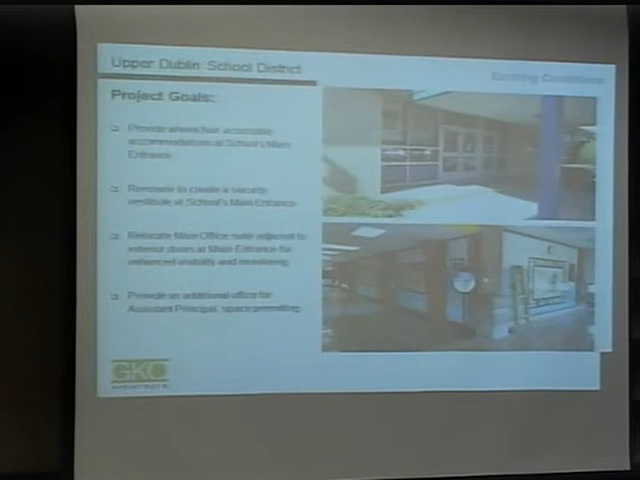 Upper Dublin School District
Existing Conditions
Project Goals:
Provide wheelchair accessible
accommodations at School's Main
Entrance
Renovate to create a security
vestibule at School's Main Entrance
Relocate Main Office suite adjacent to
exterior doors at Main Entrance for
enhanced visibility and monitoring
Provide an additional office for
Assistant Principal, space permitting
GKO
ARCHITECTS